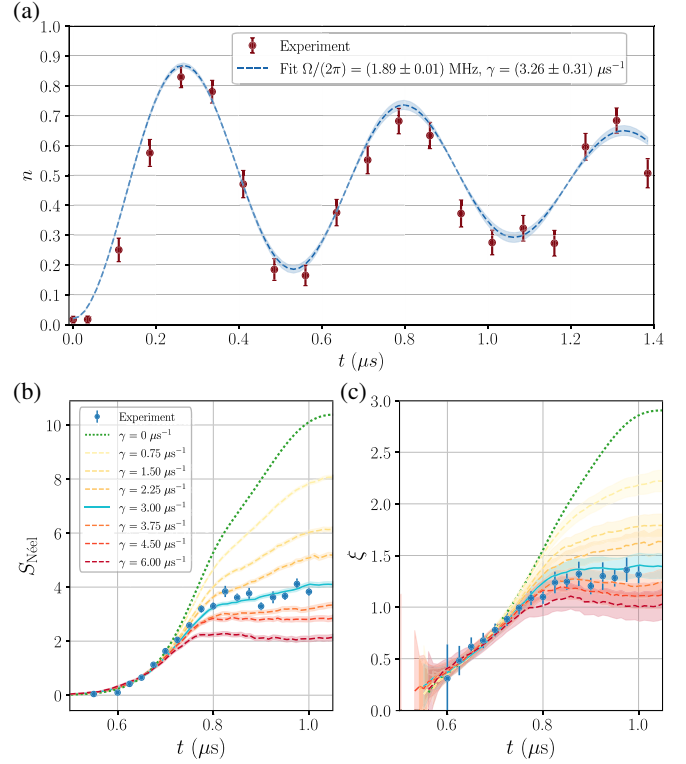 (a)
1.0
0.9
0.8
0.7
0.6
0.5
0.4
0.3
0.2
0.1
0.0
n
Experiment
Fit Ω/(2π) = (1.89 ± 0.01) MHz, γ = (3.26 ± 0.31) μs⁻¹
0.0 0.2 0.4 0.6 0.8 1.0 1.2 1.4
t (μs)
(b)
10
8
6
4
2
0
S_Néel
Experiment
γ = 0 μs⁻¹
γ = 0.75 μs⁻¹
γ = 1.50 μs⁻¹
γ = 2.25 μs⁻¹
γ = 3.00 μs⁻¹
γ = 3.75 μs⁻¹
γ = 4.50 μs⁻¹
γ = 6.00 μs⁻¹
0.6 0.8 1.0
t (μs)
(c)
3.0
2.5
2.0
1.5
1.0
0.5
0.0
ξ
0.6 0.8 1.0
t (μs)